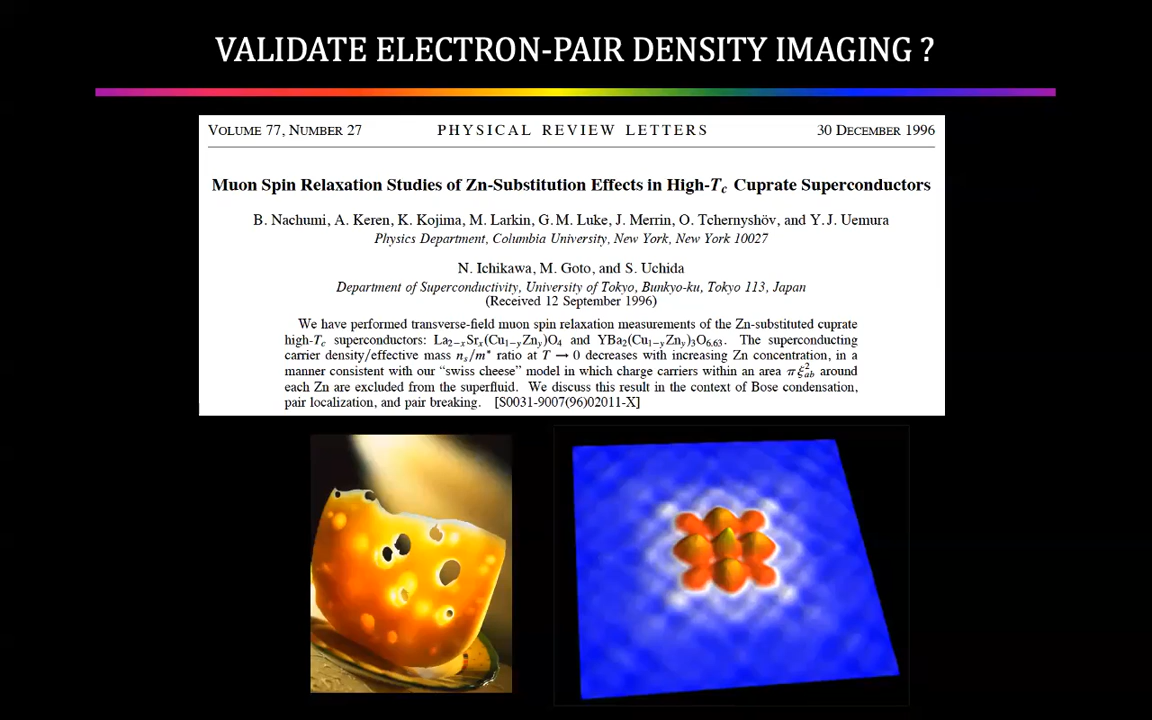 VALIDATE ELECTRON-PAIR DENSITY IMAGING ?
VOLUME 77, NUMBER 27 PHYSICAL REVIEW LETTERS 30 DECEMBER 1996
Muon Spin Relaxation Studies of Zn-Substitution Effects in High-Tc Cuprate Superconductors
B. Nachumi, A. Keren, K. Kojima, M. Larkin, G. M. Luke, J. Merrin, O. Tchernyshöv, and Y. J. Uemura
Physics Department, Columbia University, New York, New York 10027
N. Ichikawa, M. Goto, and S. Uchida
Department of Superconductivity, University of Tokyo, Bunkyo-ku, Tokyo 113, Japan
(Received 12 September 1996)
We have performed transverse-field muon spin relaxation measurements of the Zn-substituted cuprate
high-Tc superconductors: La2−xSrx(Cu1−yZny)O4 and YBa2(Cu1−yZny)3O6.63. The superconducting
carrier density/effective mass ns/m* ratio at T → 0 decreases with increasing Zn concentration, in a
manner consistent with our “swiss cheese” model in which charge carriers within an area πξ²ab around
each Zn are excluded from the superfluid. We discuss this result in the context of Bose condensation,
pair localization, and pair breaking. [S0031-9007(96)02011-X]